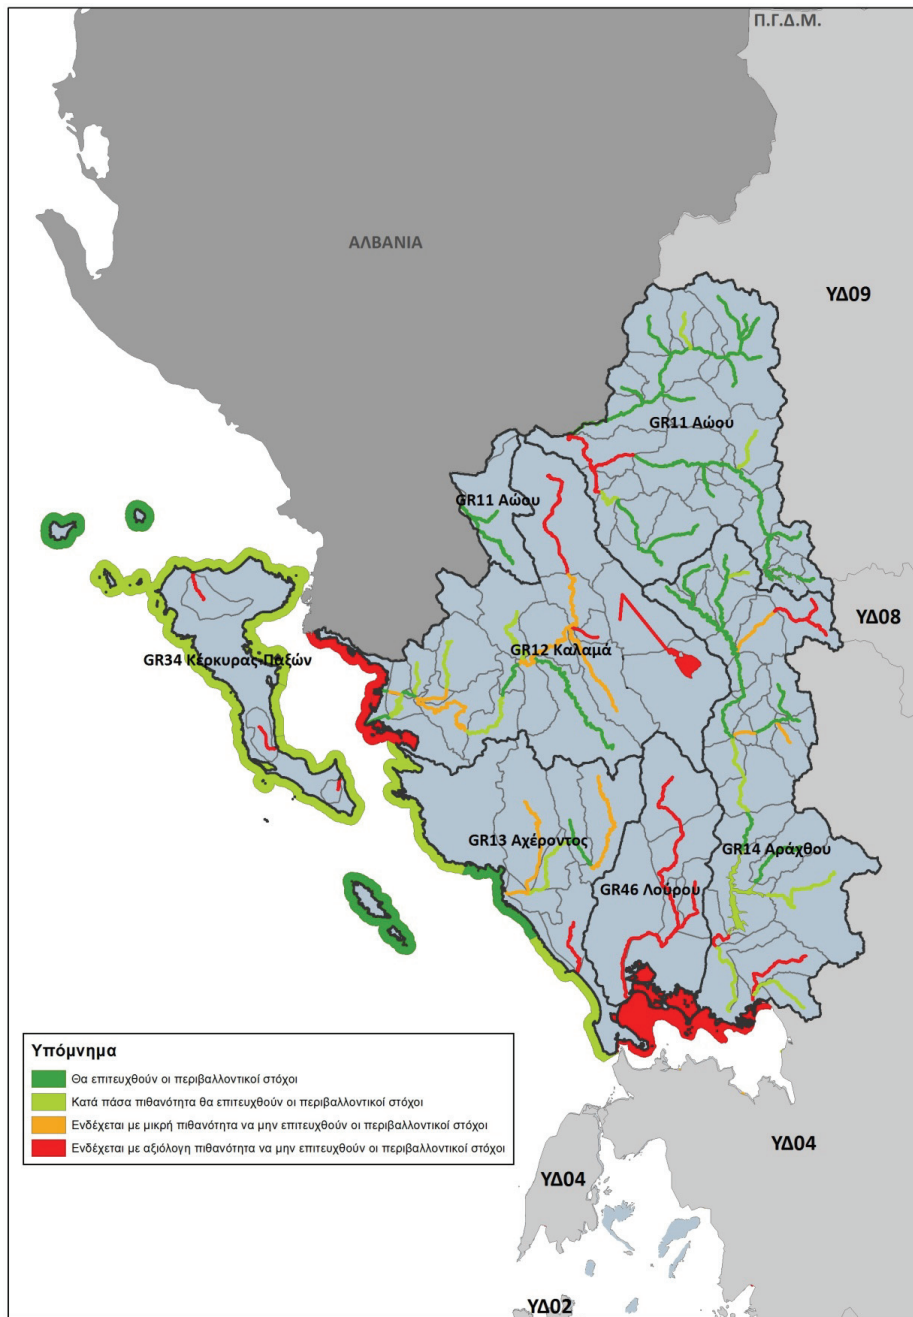 Π.Γ.Δ.Μ.
ΑΛΒΑΝΙΑ
ΥΔ09
GR11 Αώου
GR11 Αώου
ΥΔ08
GR12 Καλαμά
GR34 Κέρκυρας-Παξών
GR13 Αχέροντος
GR14 Αράχθου
GR46 Λούρου
Υπόμνημα
Θα επιτευχθούν οι περιβαλλοντικοί στόχοι
Κατά πάσα πιθανότητα θα επιτευχθούν οι περιβαλλοντικοί στόχοι
Ενδέχεται με μικρή πιθανότητα να μην επιτευχθούν οι περιβαλλοντικοί στόχοι
Ενδέχεται με αξιόλογη πιθανότητα να μην επιτευχθούν οι περιβαλλοντικοί στόχοι
ΥΔ04
ΥΔ04
ΥΔ02